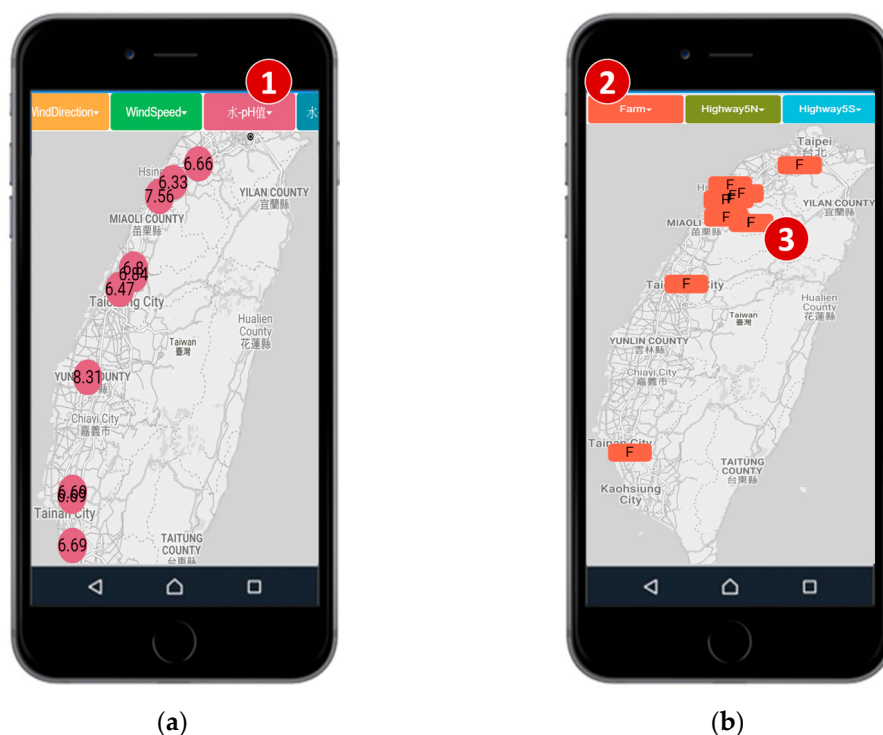 1
WindDirection▾
WindSpeed▾
水-pH值▾
水
6.66
6.33
7.56
YILAN COUNTY
宜蘭縣
MIAOLI COUNTY
苗栗縣
6.8
6.84
6.47
Hualien
County
花蓮縣
Taiwan
臺灣
8.31
Chiayi City
嘉義市
6.69
Tainan City
6.69
TAITUNG
COUNTY
台東縣
(a)
2
Farm▾
Highway5N▾
Highway5S▾
Taipei
台北
F
F
F
F
F
YILAN COUNTY
宜蘭縣
F
F
3
苗栗縣
F
Hualien
County
花蓮縣
Taiwan
臺灣
YUNLIN COUNTY
雲林縣
Chiayi City
嘉義市
Tainan City
F
TAITUNG
COUNTY
台東縣
Kaohsiung
City
(b)